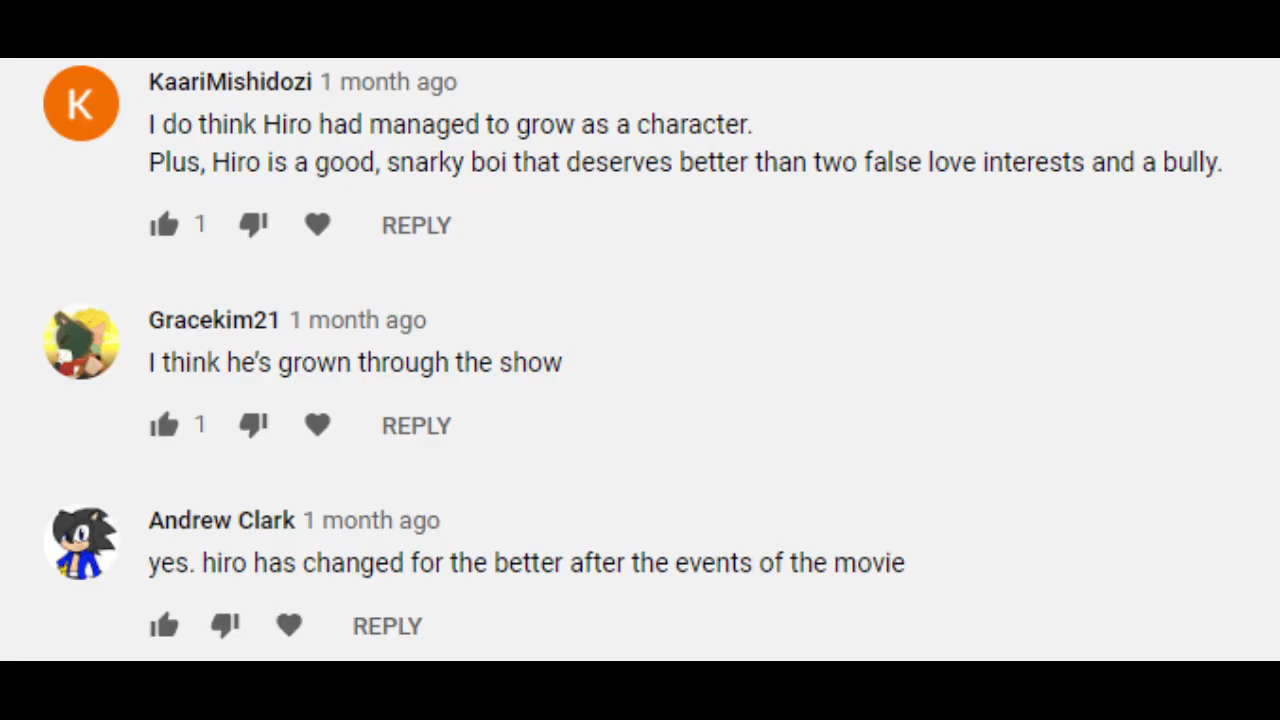 K
KaariMishidozi 1 month ago
I do think Hiro had managed to grow as a character.
Plus, Hiro is a good, snarky boi that deserves better than two false love interests and a bully.
1 REPLY
Gracekim21 1 month ago
I think he’s grown through the show
1 REPLY
Andrew Clark 1 month ago
yes. hiro has changed for the better after the events of the movie
REPLY